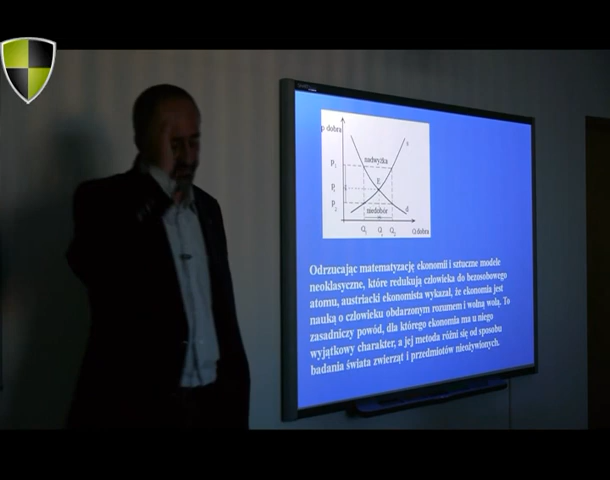 p dobra
s
nadwyżka
P1
E
P
P2
niedobór
d
Q1 Q Q2 Q dobra
Odrzucając matematyzację ekonomii i sztuczne modele
neoklasyczne, które redukują człowieka do bezosobowego
atomu, austriacki ekonomista wykazał, że ekonomia jest
nauką o człowieku obdarzonym rozumem i wolną wolą. To
zasadniczy powód, dla którego ekonomia ma u niego
wyjątkowy charakter, a jej metoda różni się od sposobu
badania świata zwierząt i przedmiotów nieożywionych.